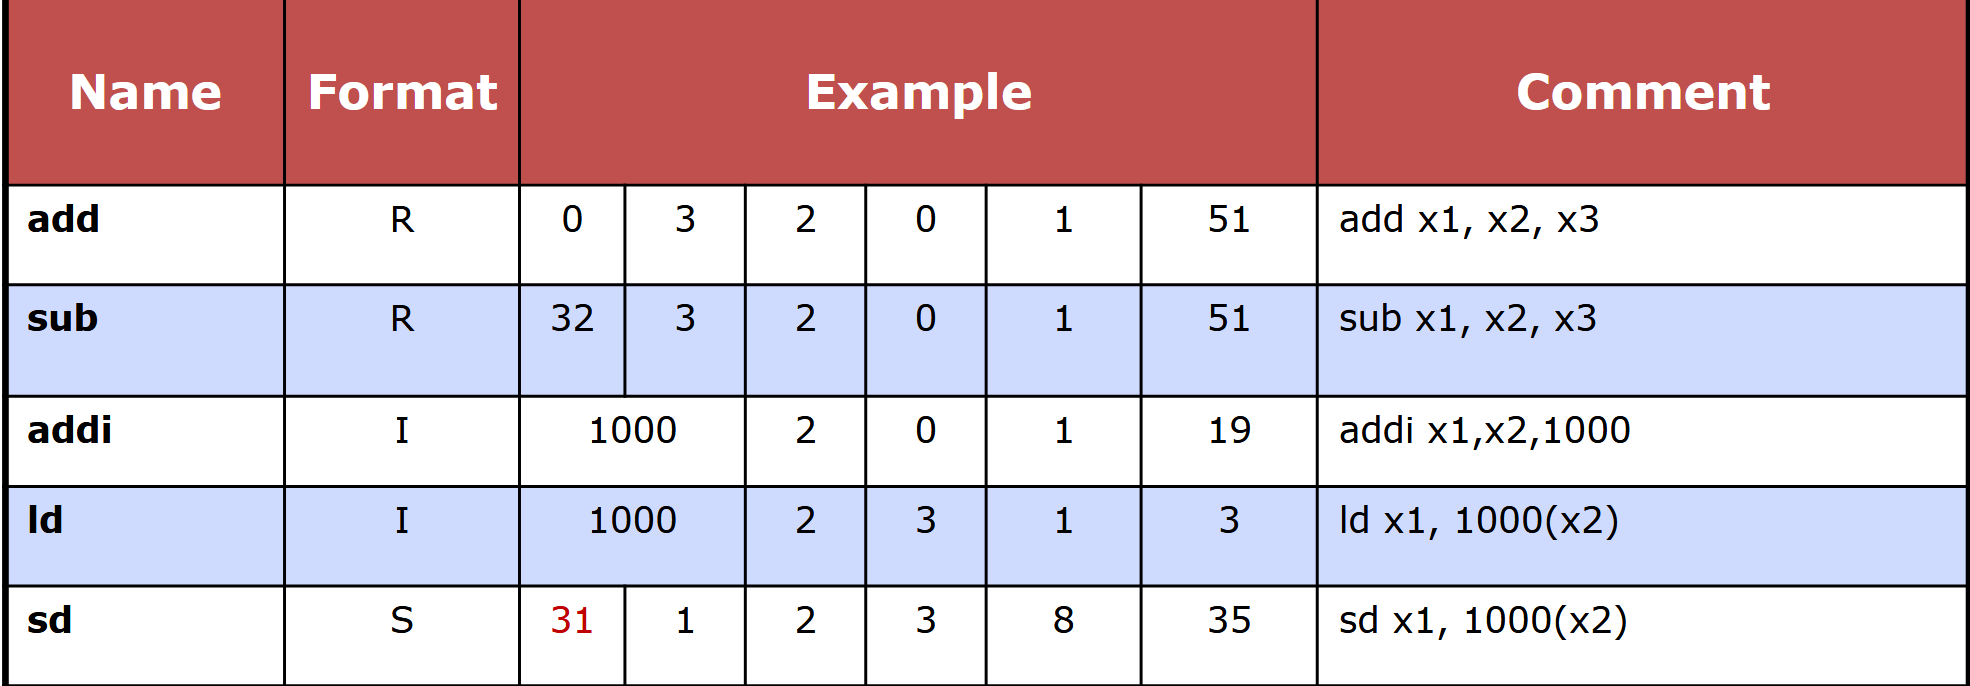 Name Format Example Comment
add R 0 3 2 0 1 51 add x1, x2, x3
sub R 32 3 2 0 1 51 sub x1, x2, x3
addi I 1000 2 0 1 19 addi x1,x2,1000
ld I 1000 2 3 1 3 ld x1, 1000(x2)
sd S 31 1 2 3 8 35 sd x1, 1000(x2)